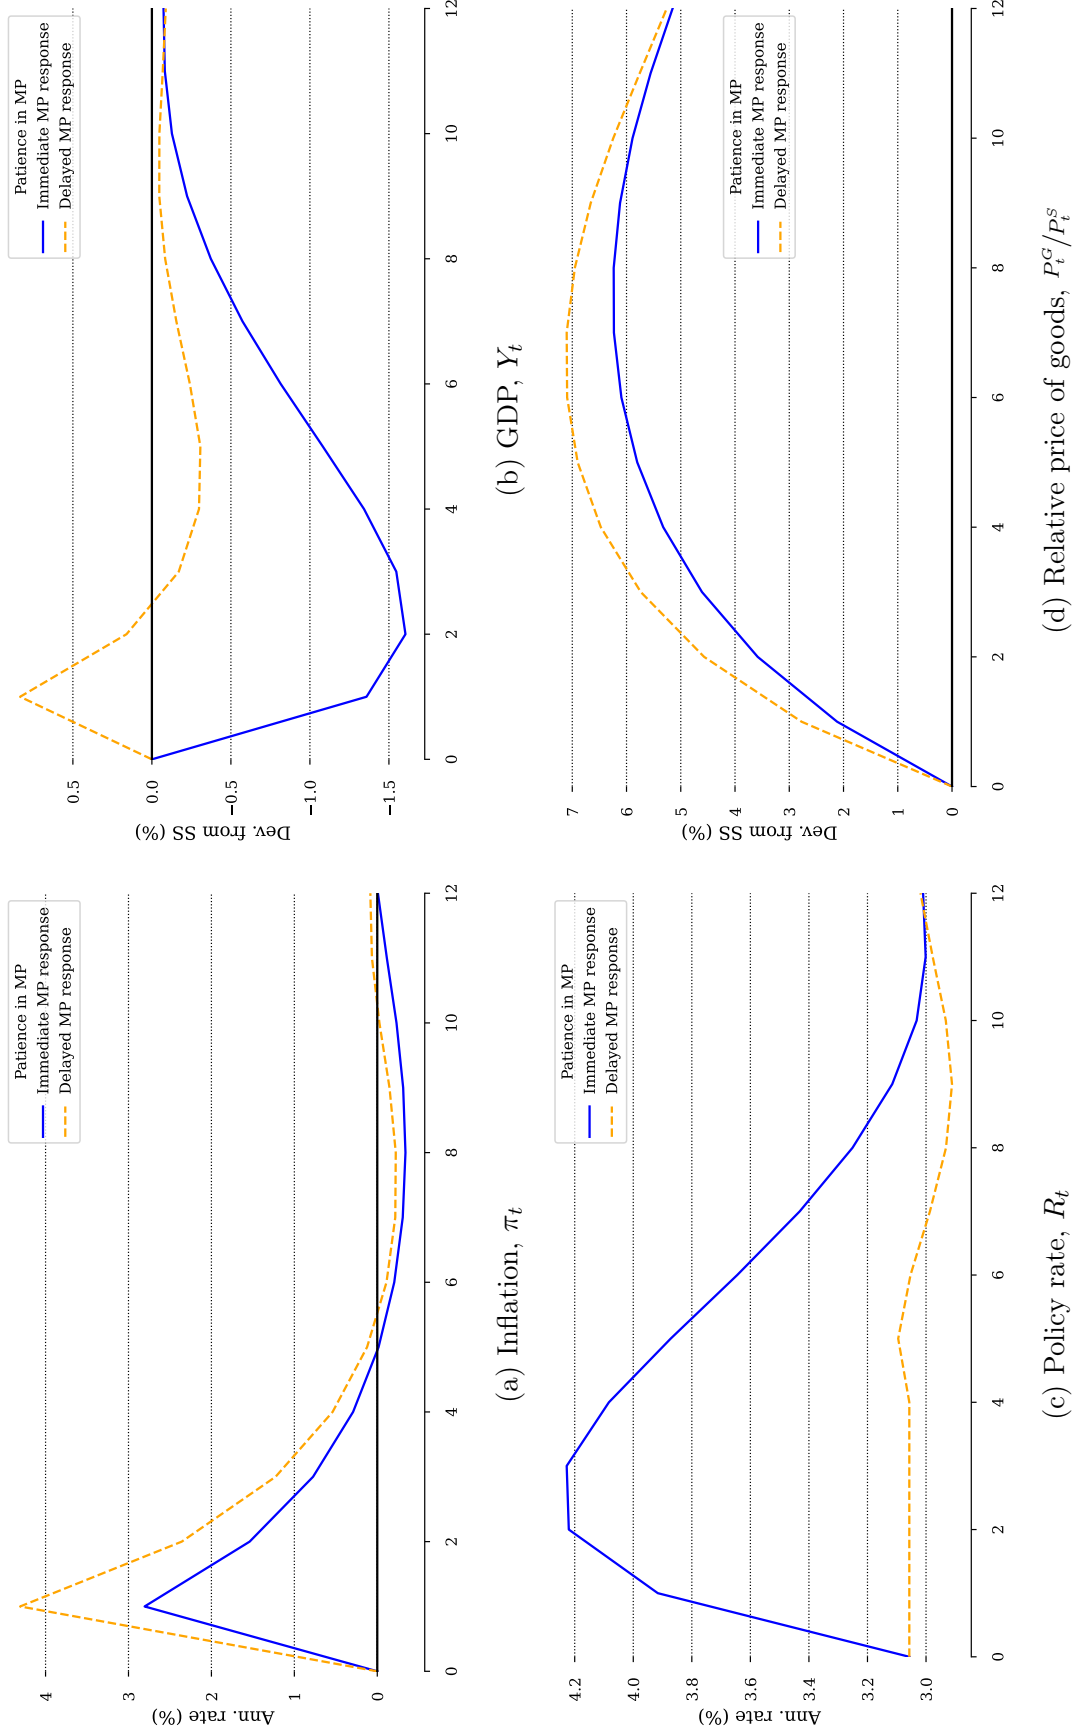 Ann. rate (%)
4
3
2
1
0
0
2
4
6
8
10
12
Patience in MP
Immediate MP response
Delayed MP response
(a) Inflation, π_t
Dev. from SS (%)
0.5
0.0
−0.5
−1.0
−1.5
0
2
4
6
8
10
12
Patience in MP
Immediate MP response
Delayed MP response
(b) GDP, Y_t
Ann. rate (%)
4.2
4.0
3.8
3.6
3.4
3.2
3.0
0
2
4
6
8
10
12
Patience in MP
Immediate MP response
Delayed MP response
(c) Policy rate, R_t
Dev. from SS (%)
7
6
5
4
3
2
1
0
0
2
4
6
8
10
12
Patience in MP
Immediate MP response
Delayed MP response
(d) Relative price of goods, P_t^G/P_t^S